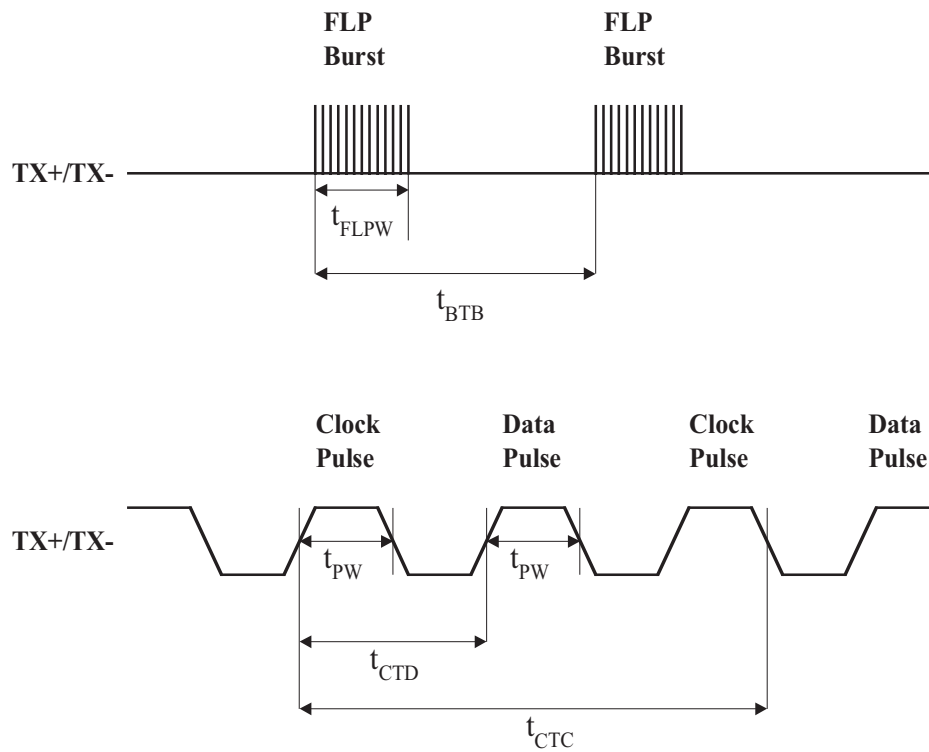 FLP Burst
FLP Burst
TX+/TX-
tFLPW
tBTB
Clock Pulse
Data Pulse
Clock Pulse
Data Pulse
TX+/TX-
tPW
tPW
tCTD
tCTC